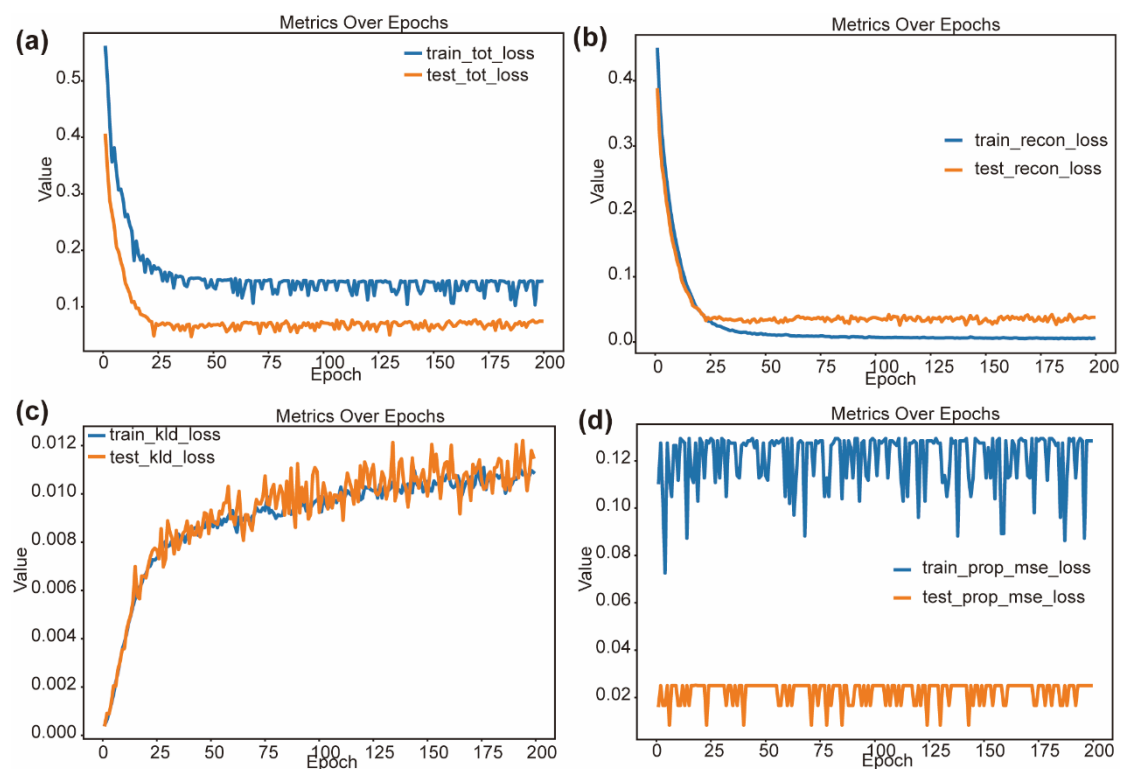 (a)
Metrics Over Epochs
train_tot_loss
test_tot_loss
0.5
0.4
0.3
0.2
0.1
Value
0 25 50 75 100 125 150 175 200
Epoch
(b)
Metrics Over Epochs
train_recon_loss
test_recon_loss
0.4
0.3
0.2
0.1
0.0
Value
0 25 50 75 100 125 150 175 200
Epoch
(c)
Metrics Over Epochs
train_kld_loss
test_kld_loss
0.012
0.010
0.008
0.006
0.004
0.002
0.000
Value
0 25 50 75 100 125 150 175 200
Epoch
(d)
Metrics Over Epochs
train_prop_mse_loss
test_prop_mse_loss
0.12
0.10
0.08
0.06
0.04
0.02
Value
0 25 50 75 100 125 150 175 200
Epoch